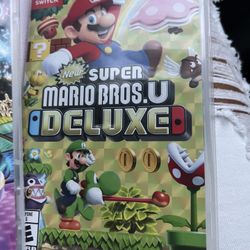 SWITCH
New
SUPER
MARIO BROS. U
DELUXE
E